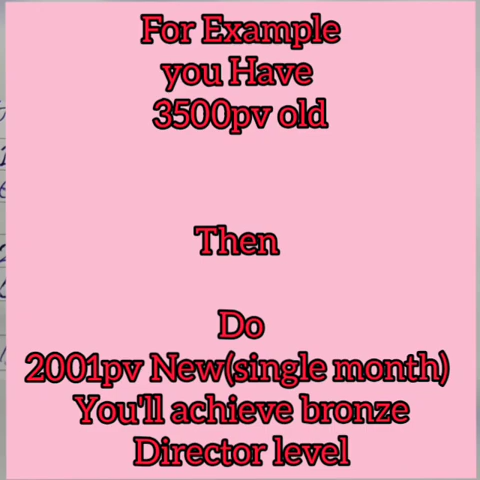 For Example
you Have
3500pv old
Then
Do
2001pv New(single month)
You'll achieve bronze
Director level